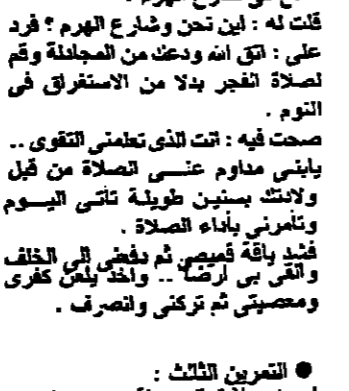 قلت له : اين نحن وشارع الهرم ؟ فرد
على : اتق الله ودعك من المجادلة وقم
لصلاة الفجر بدلا من الاستغراق فى
النوم .
صحت فيه : انت الذى تعلمنى التقوى ..
يابنى مداوم عنــى الصلاة من قبل
ولادتك بسنين طويلة تأتى اليــوم
وتأمرنى بأداء الصلاة .
فشد ياقة قميصى ثم دفعنى الى الخلف
والقى بى ارضا .. واخذ يلعن كفرى
ومعصيتى ثم تركنى وانصرف .
● التمرين الثالث :